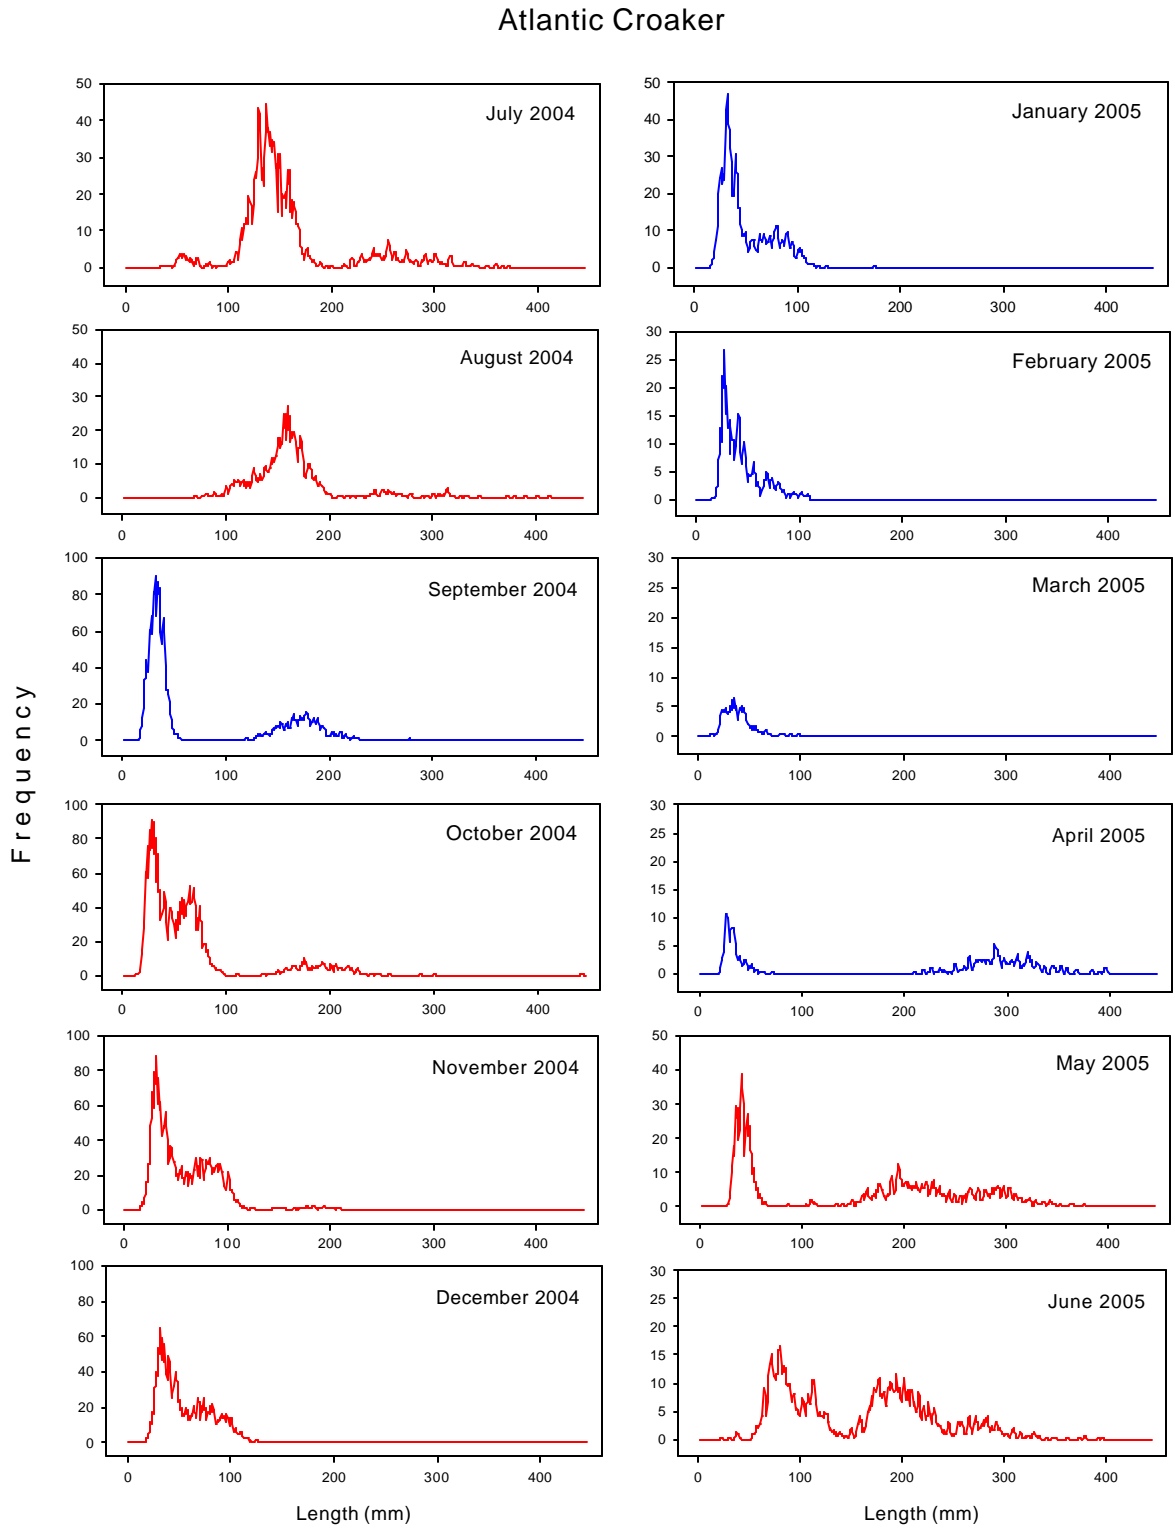 Atlantic Croaker
Frequency
July 2004
50
40
30
20
10
0
0 100 200 300 400
January 2005
50
40
30
20
10
0
0 100 200 300 400
August 2004
50
40
30
20
10
0
0 100 200 300 400
February 2005
30
25
20
15
10
5
0
0 100 200 300 400
September 2004
100
80
60
40
20
0
0 100 200 300 400
March 2005
30
25
20
15
10
5
0
0 100 200 300 400
October 2004
100
80
60
40
20
0
0 100 200 300 400
April 2005
30
25
20
15
10
5
0
0 100 200 300 400
November 2004
100
80
60
40
20
0
0 100 200 300 400
May 2005
50
40
30
20
10
0
0 100 200 300 400
December 2004
100
80
60
40
20
0
0 100 200 300 400
Length (mm)
June 2005
30
25
20
15
10
5
0
0 100 200 300 400
Length (mm)